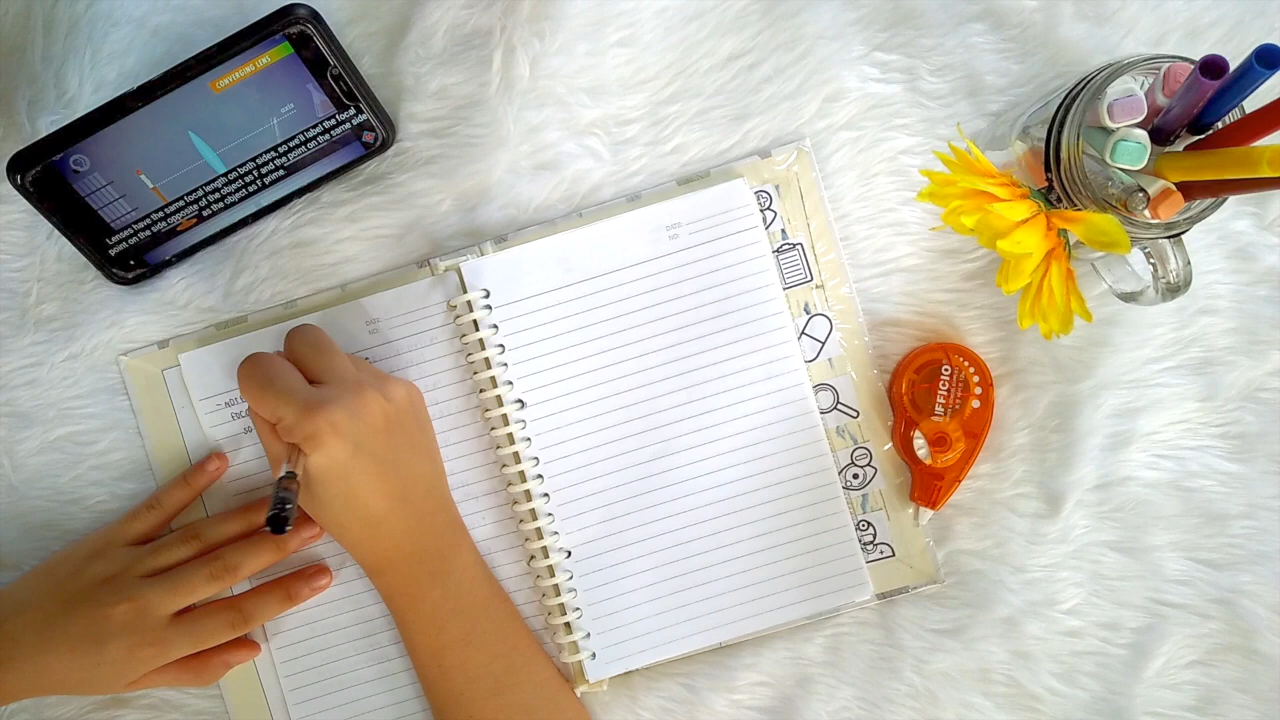 CONVERGING LENS
axis
Lenses have the same focal length on both sides, so we'll label the focal
point on the side opposite of the object as F and the point on the same side
as the object as F prime.
DATE:
NO:
DATE:
NO:
UFFICIO